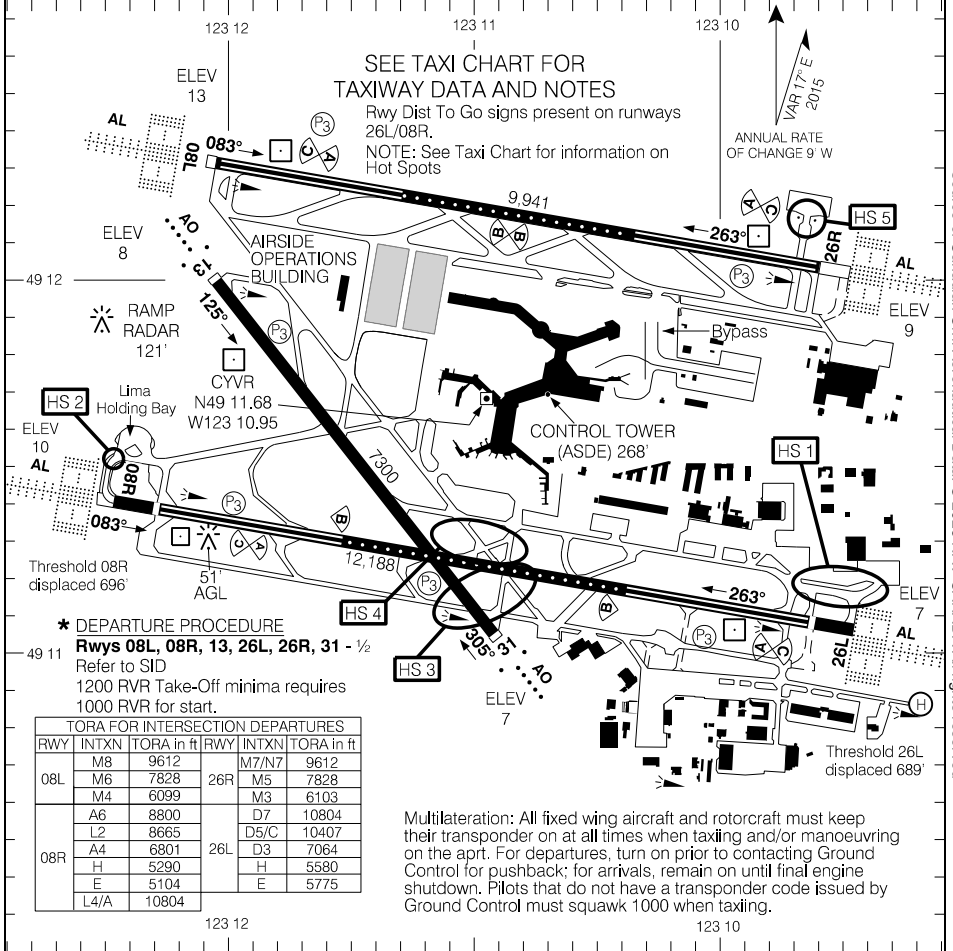 123 12
123 11
123 10
SEE TAXI CHART FOR
TAXIWAY DATA AND NOTES
Rwy Dist To Go signs present on runways
26L/08R.
NOTE: See Taxi Chart for information on
Hot Spots
VAR 17° E
2015
ANNUAL RATE
OF CHANGE 9' W
ELEV
13
AL
08L
083°
P3
C A
9,941
B B
A C
263°
HS 5
26R
P3
AL
ELEV
9
AO
ELEV
8
13
125°
AIRSIDE
OPERATIONS
BUILDING
P3
49 12
RAMP
RADAR
121'
Bypass
CYVR
N49 11.68
W123 10.95
HS 2
Lima
Holding Bay
ELEV
10
AL
08R
083°
P3
CONTROL TOWER
(ASDE) 268'
HS 1
7300
B
C A
51'
AGL
12,188
Threshold 08R
displaced 696'
HS 4
P3
HS 3
305°
31
AO
ELEV
7
B
263°
P3
A C
26L
ELEV
7
AL
H
Threshold 26L
displaced 689'
49 11
* DEPARTURE PROCEDURE
Rwys 08L, 08R, 13, 26L, 26R, 31 - ½
Refer to SID
1200 RVR Take-Off minima requires
1000 RVR for start.
TORA FOR INTERSECTION DEPARTURES
RWY INTXN TORA in ft RWY INTXN TORA in ft
08L M8 9612 26R M7/N7 9612
M6 7828 M5 7828
M4 6099 M3 6103
08R A6 8800 26L D7 10804
L2 8665 D5/C 10407
A4 6801 D3 7064
H 5290 H 5580
E 5104 E 5775
L4/A 10804
Multilateration: All fixed wing aircraft and rotorcraft must keep
their transponder on at all times when taxiing and/or manoeuvring
on the aprt. For departures, turn on prior to contacting Ground
Control for pushback; for arrivals, remain on until final engine
shutdown. Pilots that do not have a transponder code issued by
Ground Control must squawk 1000 when taxiing.
123 12
123 10